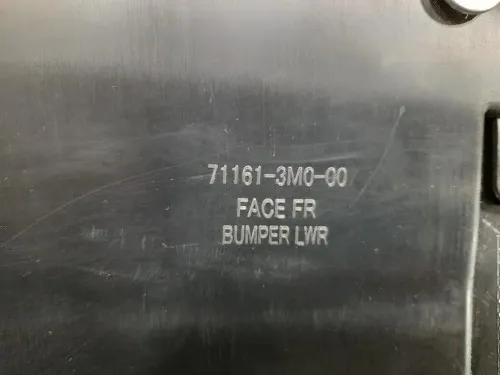 71161-3M0-00
FACE FR
BUMPER LWR